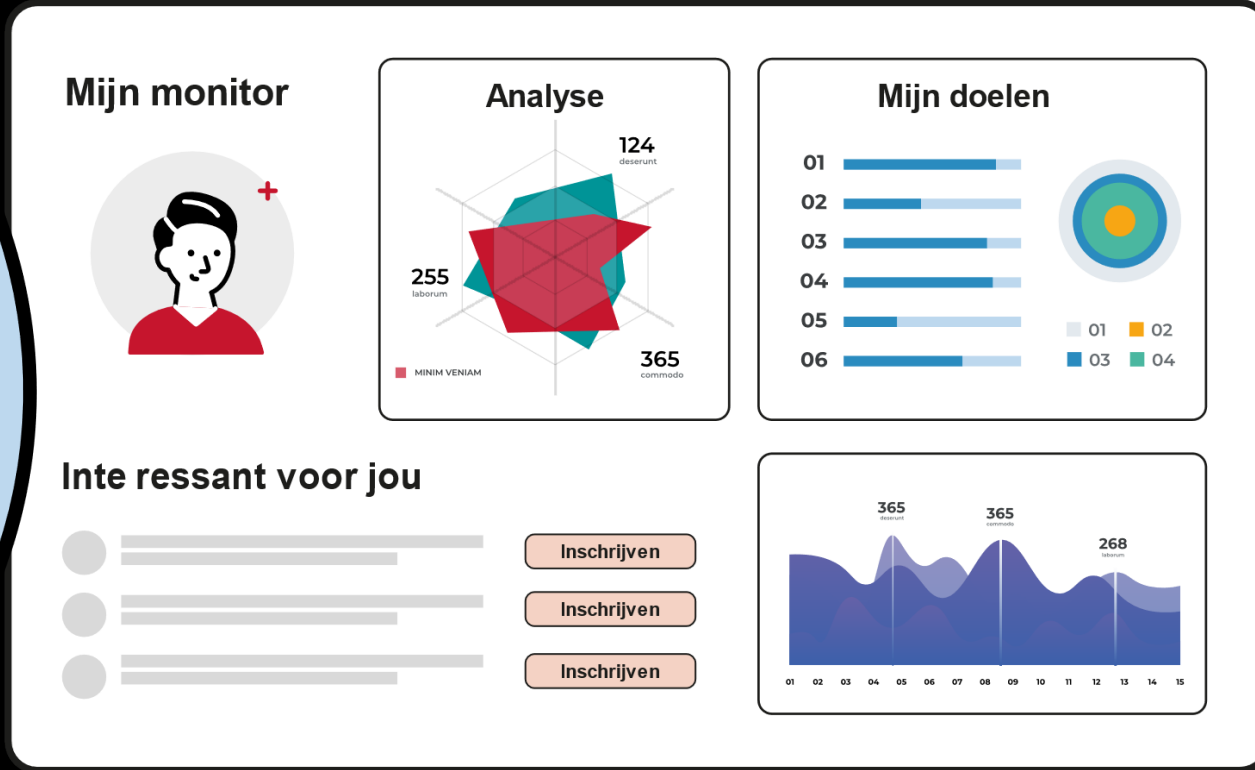 Mijn monitor
Analyse
124
deserunt
255
laborum
365
commodo
MINIM VENIAM
Mijn doelen
01
02
03
04
05
06
01
02
03
04
Inte ressant voor jou
Inschrijven
Inschrijven
Inschrijven
365
deserunt
365
commodo
268
laborum
01 02 03 04 05 06 07 08 09 10 11 12 13 14 15